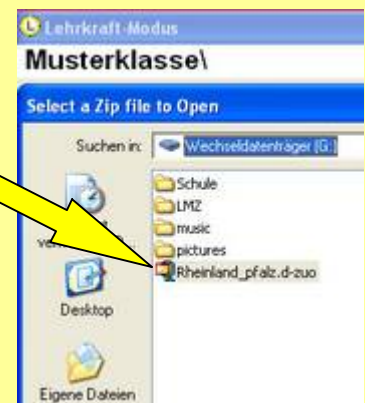 Lehrkraft-Modus
Musterklasse\
Select a Zip file to Open
Suchen in: Wechseldatenträger (G:)
Schule
LMZ
music
pictures
Rheinland_pfalz.d-zuo
Desktop
Eigene Dateien